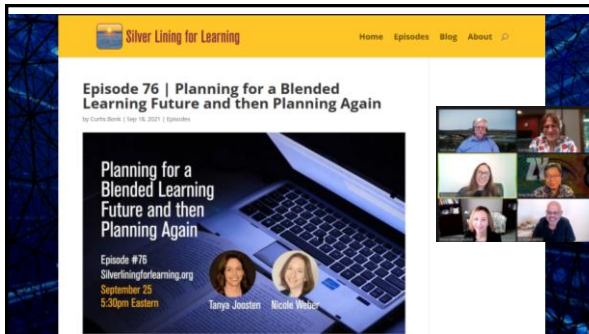 Silver Lining for Learning
Home Episodes Blog About
Episode 76 | Planning for a Blended
Learning Future and then Planning Again
by Curtis Bonk | Sep 18, 2021 | Episodes
Planning for a
Blended Learning
Future and then
Planning Again
Episode #76
Silverliningforlearning.org
September 25
5:30pm Eastern
Tanya Joosten Nicole Weber
ZY